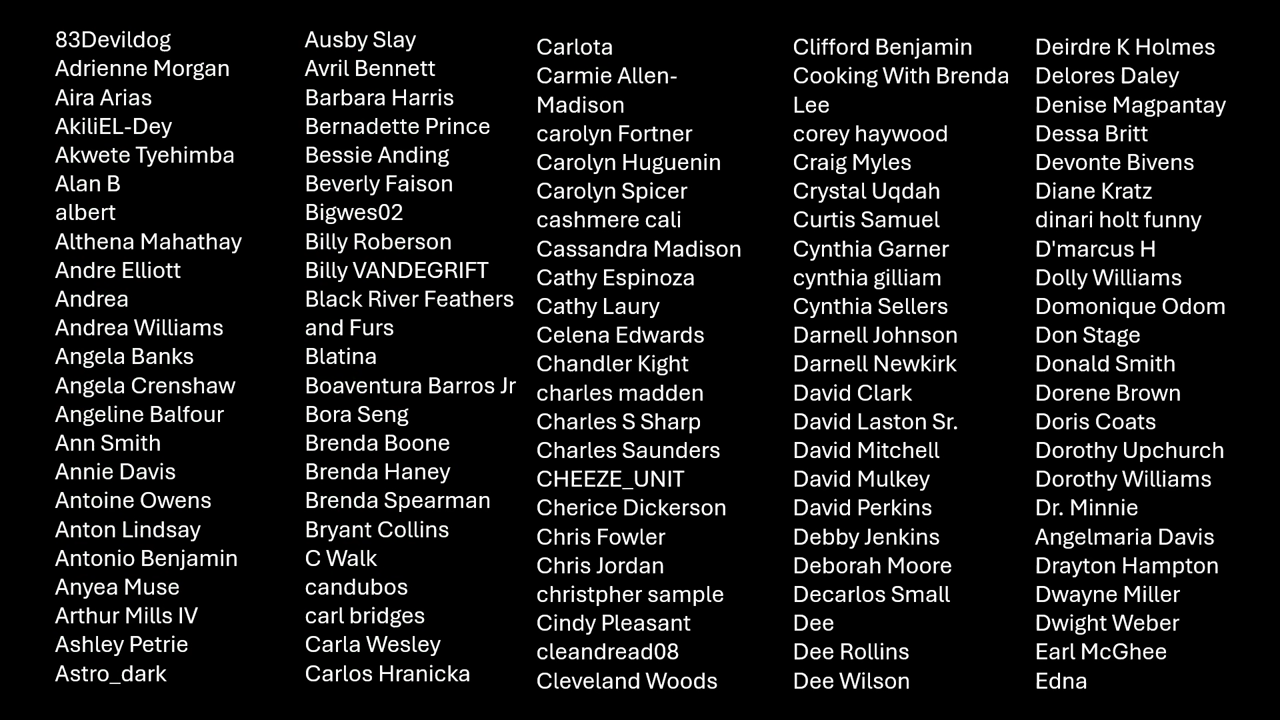 83Devildog
Adrienne Morgan
Aira Arias
AkiliEL-Dey
Akwete Tyehimba
Alan B
albert
Althena Mahathay
Andre Elliott
Andrea
Andrea Williams
Angela Banks
Angela Crenshaw
Angeline Balfour
Ann Smith
Annie Davis
Antoine Owens
Anton Lindsay
Antonio Benjamin
Anyea Muse
Arthur Mills IV
Ashley Petrie
Astro_dark
Ausby Slay
Avril Bennett
Barbara Harris
Bernadette Prince
Bessie Anding
Beverly Faison
Bigwes02
Billy Roberson
Billy VANDEGRIFT
Black River Feathers
and Furs
Blatina
Boaventura Barros Jr
Bora Seng
Brenda Boone
Brenda Haney
Brenda Spearman
Bryant Collins
C Walk
candubos
carl bridges
Carla Wesley
Carlos Hranicka
Carlota
Carmie Allen-
Madison
carolyn Fortner
Carolyn Huguenin
Carolyn Spicer
cashmere cali
Cassandra Madison
Cathy Espinoza
Cathy Laury
Celena Edwards
Chandler Kight
charles madden
Charles S Sharp
Charles Saunders
CHEEZE_UNIT
Cherice Dickerson
Chris Fowler
Chris Jordan
christpher sample
Cindy Pleasant
cleandread08
Cleveland Woods
Clifford Benjamin
Cooking With Brenda
Lee
corey haywood
Craig Myles
Crystal Uqdah
Curtis Samuel
Cynthia Garner
cynthia gilliam
Cynthia Sellers
Darnell Johnson
Darnell Newkirk
David Clark
David Laston Sr.
David Mitchell
David Mulkey
David Perkins
Debby Jenkins
Deborah Moore
Decarlos Small
Dee
Dee Rollins
Dee Wilson
Deirdre K Holmes
Delores Daley
Denise Magpantay
Dessa Britt
Devonte Bivens
Diane Kratz
dinari holt funny
D'marcus H
Dolly Williams
Domonique Odom
Don Stage
Donald Smith
Dorene Brown
Doris Coats
Dorothy Upchurch
Dorothy Williams
Dr. Minnie
Angelmaria Davis
Drayton Hampton
Dwayne Miller
Dwight Weber
Earl McGhee
Edna